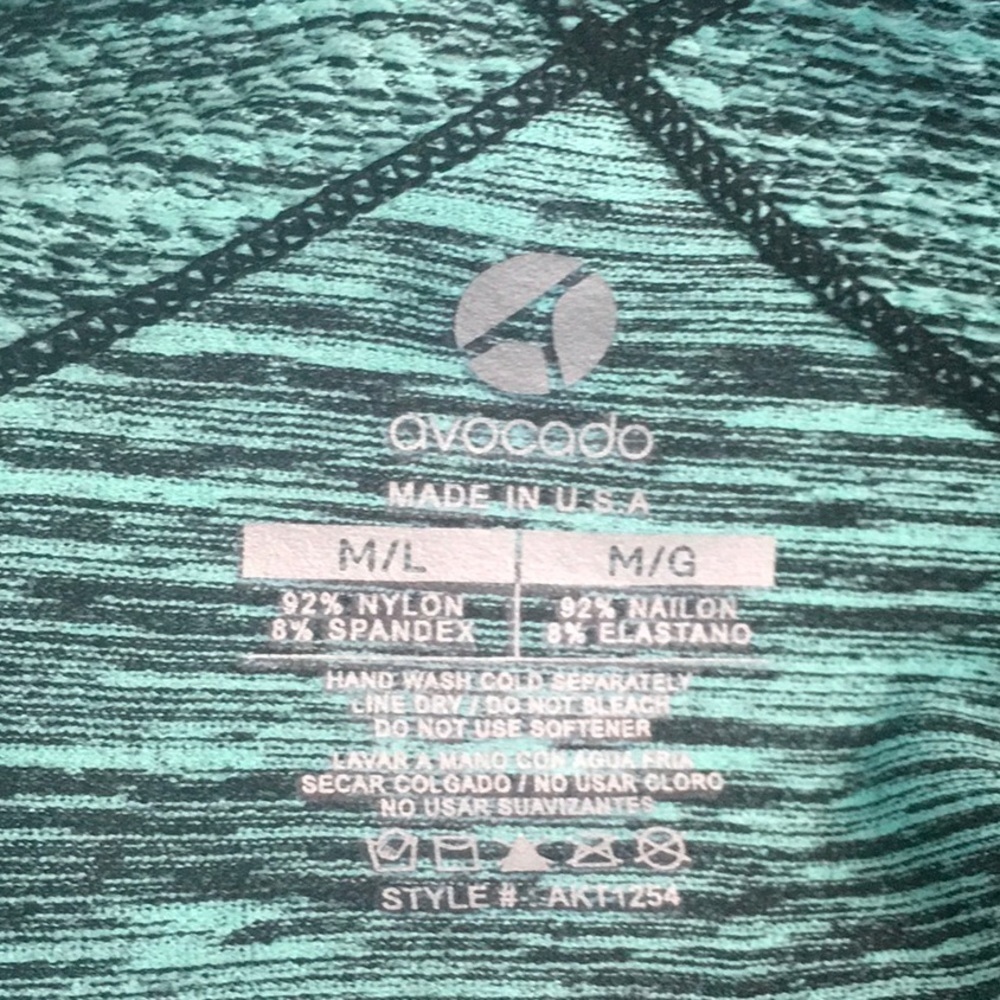 avocado
MADE IN U.S.A
M/L
M/G
92% NYLON
8% SPANDEX
92% NAILON
8% ELASTANO
HAND WASH COLD SEPARATELY
LINE DRY / DO NOT BLEACH
DO NOT USE SOFTENER
LAVAR A MANO CON AGUA FRIA
SECAR COLGADO / NO USAR CLORO
NO USAR SUAVIZANTES
STYLE #: AKT1254